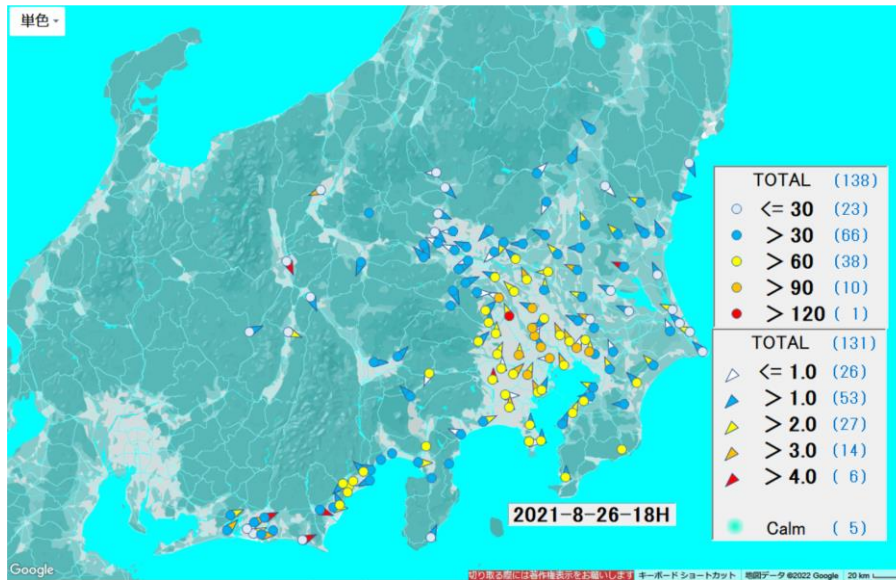 単色
TOTAL (138)
<= 30 (23)
> 30 (66)
> 60 (38)
> 90 (10)
> 120 ( 1)
TOTAL (131)
<= 1.0 (26)
> 1.0 (53)
> 2.0 (27)
> 3.0 (14)
> 4.0 ( 6)
Calm ( 5)
2021-8-26-18H
Google
切り取る際には著作権表示をお願いします キーボード ショートカット 地図データ ©2022 Google 20 km